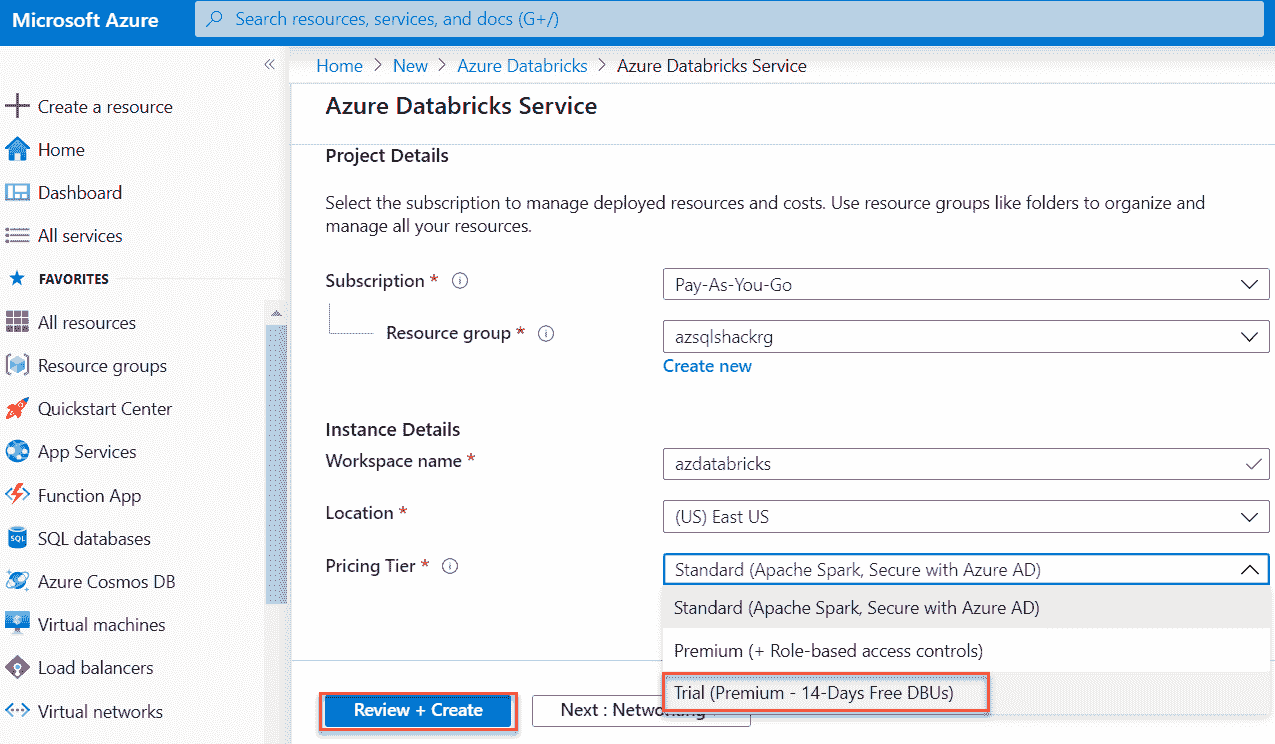 Microsoft Azure
Search resources, services, and docs (G+/)
«
Home > New > Azure Databricks > Azure Databricks Service
Create a resource
Home
Dashboard
All services
FAVORITES
All resources
Resource groups
Quickstart Center
App Services
Function App
SQL databases
Azure Cosmos DB
Virtual machines
Load balancers
Virtual networks
Azure Databricks Service
Project Details
Select the subscription to manage deployed resources and costs. Use resource groups like folders to organize and
manage all your resources.
Subscription *
Pay-As-You-Go
Resource group *
azsqlshackrg
Create new
Instance Details
Workspace name *
azdatabricks
Location *
(US) East US
Pricing Tier *
Standard (Apache Spark, Secure with Azure AD)
Standard (Apache Spark, Secure with Azure AD)
Premium (+ Role-based access controls)
Trial (Premium - 14-Days Free DBUs)
Review + Create
Next : Networking